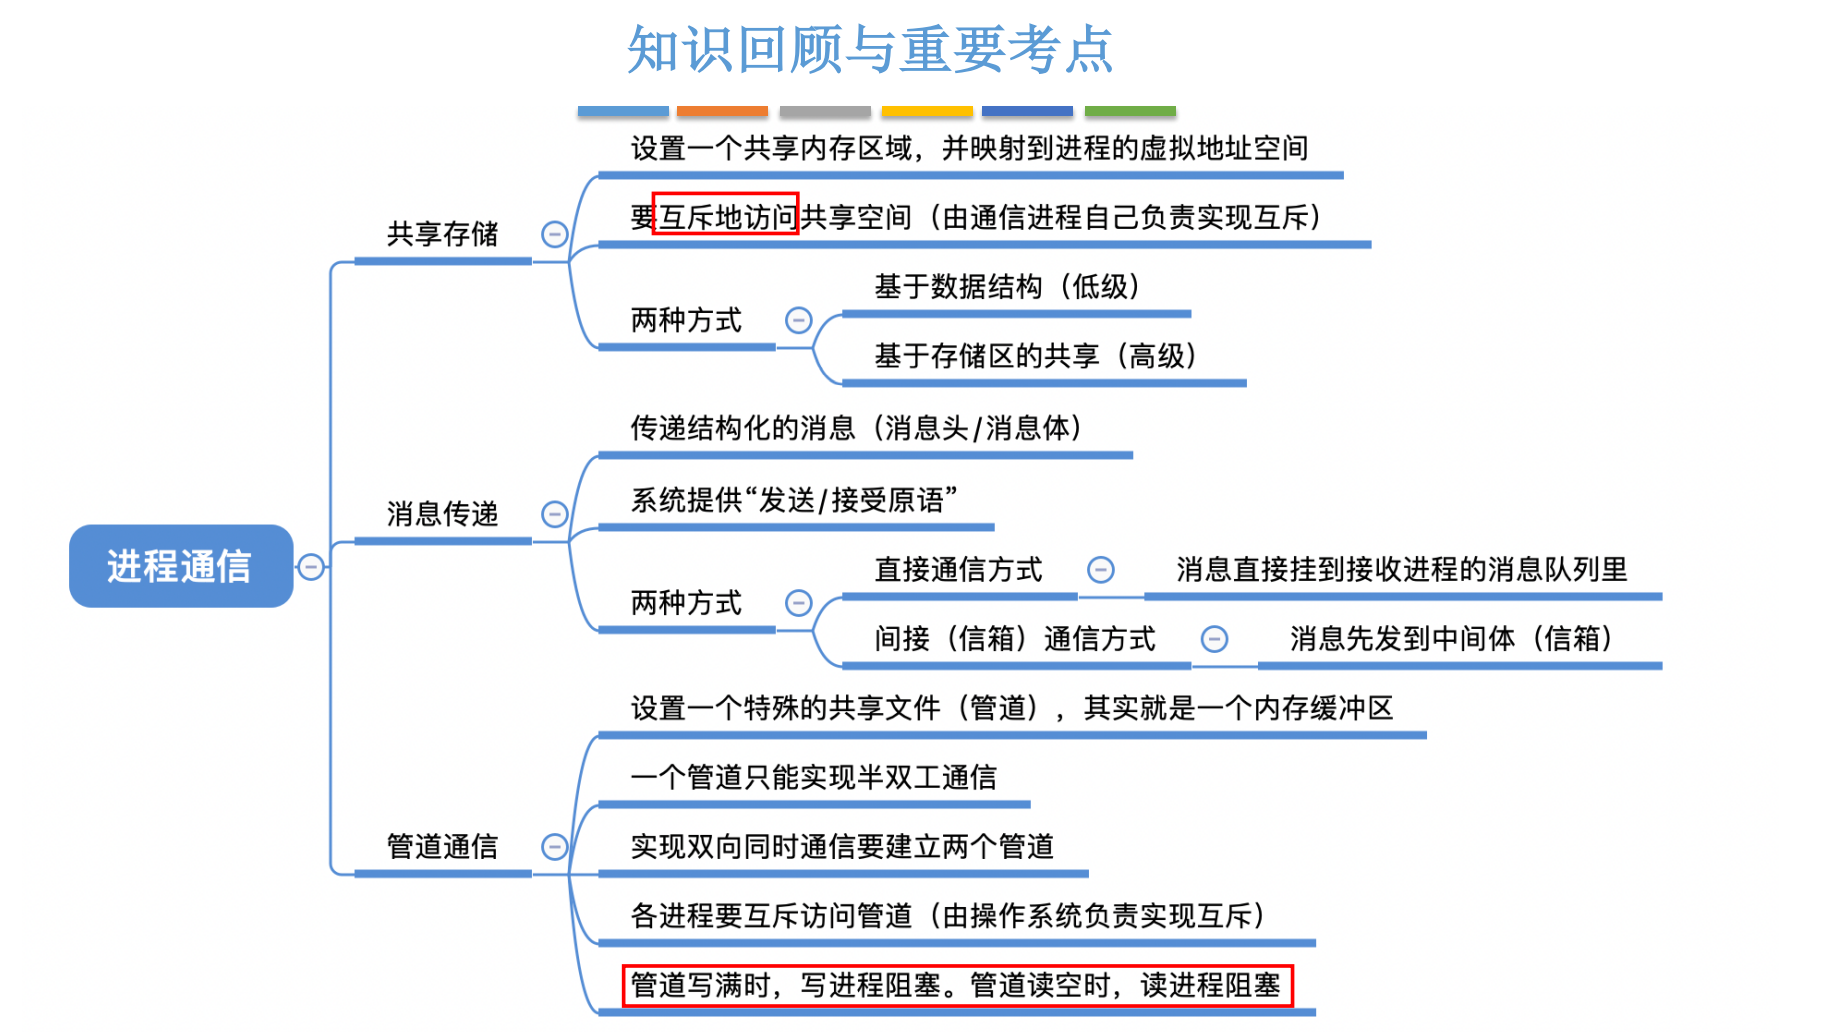 知识回顾与重要考点
进程通信
共享存储
设置一个共享内存区域，并映射到进程的虚拟地址空间
要互斥地访问共享空间（由通信进程自己负责实现互斥）
两种方式
基于数据结构（低级）
基于存储区的共享（高级）
消息传递
传递结构化的消息（消息头/消息体）
系统提供“发送/接受原语”
两种方式
直接通信方式
消息直接挂到接收进程的消息队列里
间接（信箱）通信方式
消息先发到中间体（信箱）
管道通信
设置一个特殊的共享文件（管道），其实就是一个内存缓冲区
一个管道只能实现半双工通信
实现双向同时通信要建立两个管道
各进程要互斥访问管道（由操作系统负责实现互斥）
管道写满时，写进程阻塞。管道读空时，读进程阻塞